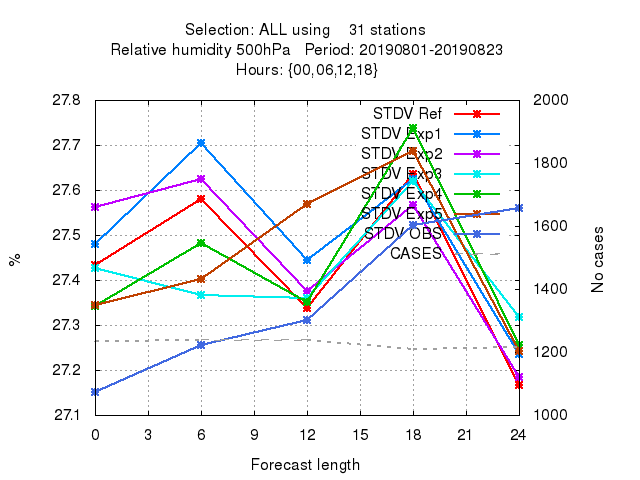 Selection: ALL using    31 stations
Relative humidity 500hPa   Period: 20190801-20190823
Hours: {00,06,12,18}
27.8
27.7
27.6
27.5
27.4
27.3
27.2
27.1
%
2000
1800
1600
1400
1200
1000
No cases
STDV Ref
STDV Exp1
STDV Exp2
STDV Exp3
STDV Exp4
STDV Exp5
STDV OBS
CASES
0 3 6 9 12 15 18 21 24
Forecast length